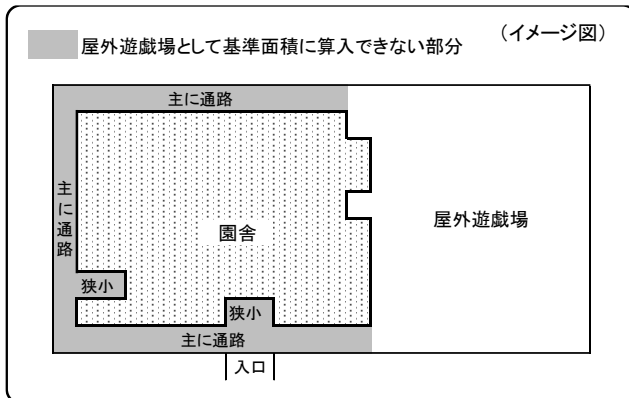 (イメージ図)
屋外遊戯場として基準面積に算入できない部分
主に通路
主に通路
園舎
屋外遊戯場
狭小
狭小
主に通路
入口